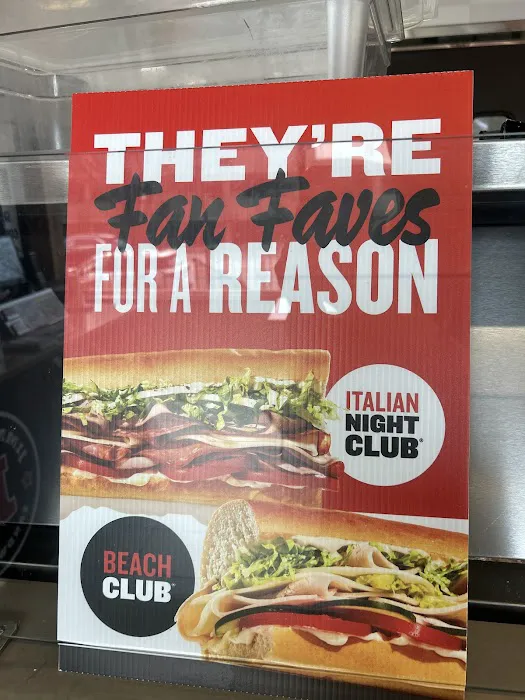 THEY'RE
Fan Faves
FOR A REASON
ITALIAN
NIGHT
CLUB®
BEACH
CLUB®